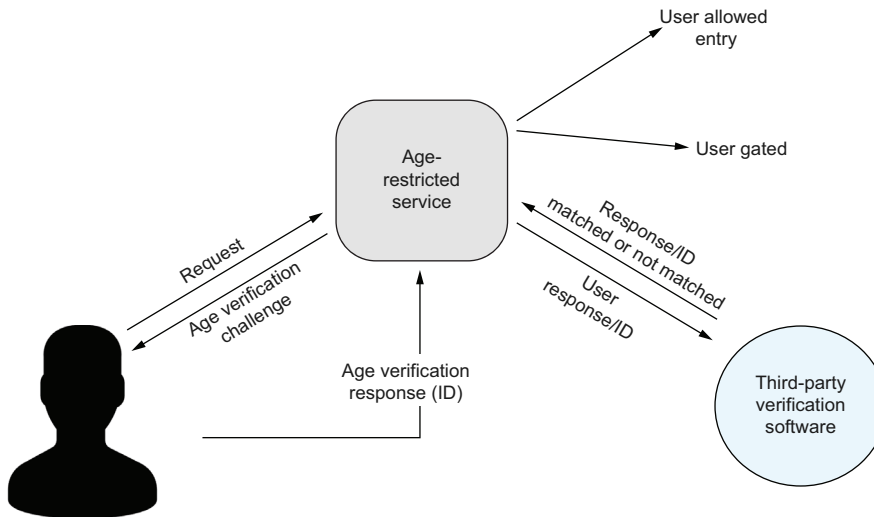 User allowed
entry
User gated
Age-
restricted
service
Request
Age verification
challenge
Age verification
response (ID)
Response/ID
matched or not matched
User
response/ID
Third-party
verification
software